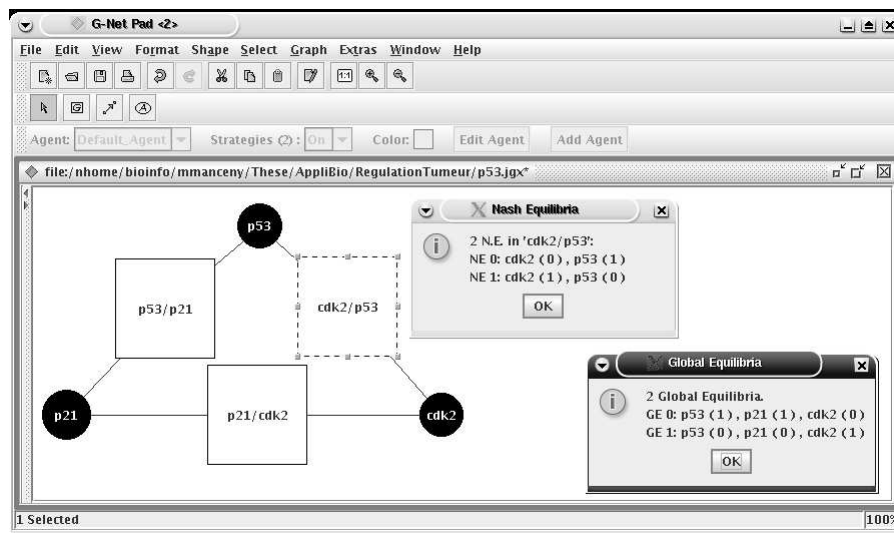 G-Net Pad <2>
File Edit View Format Shape Select Graph Extras Window Help
1:1
G A
Agent: Default_Agent Strategies (2) : On Color: Edit Agent Add Agent
file:/nhome/bioinfo/mmanceny/These/AppliBio/RegulationTumeur/p53.jgx*
p53
p53/p21
cdk2/p53
p21
p21/cdk2
cdk2
Nash Equilibria
2 N.E. in 'cdk2/p53':
NE 0: cdk2 (0) , p53 (1)
NE 1: cdk2 (1) , p53 (0)
OK
Global Equilibria
2 Global Equilibria.
GE 0: p53 (1) , p21 (1) , cdk2 (0)
GE 1: p53 (0) , p21 (0) , cdk2 (1)
OK
1 Selected
100%